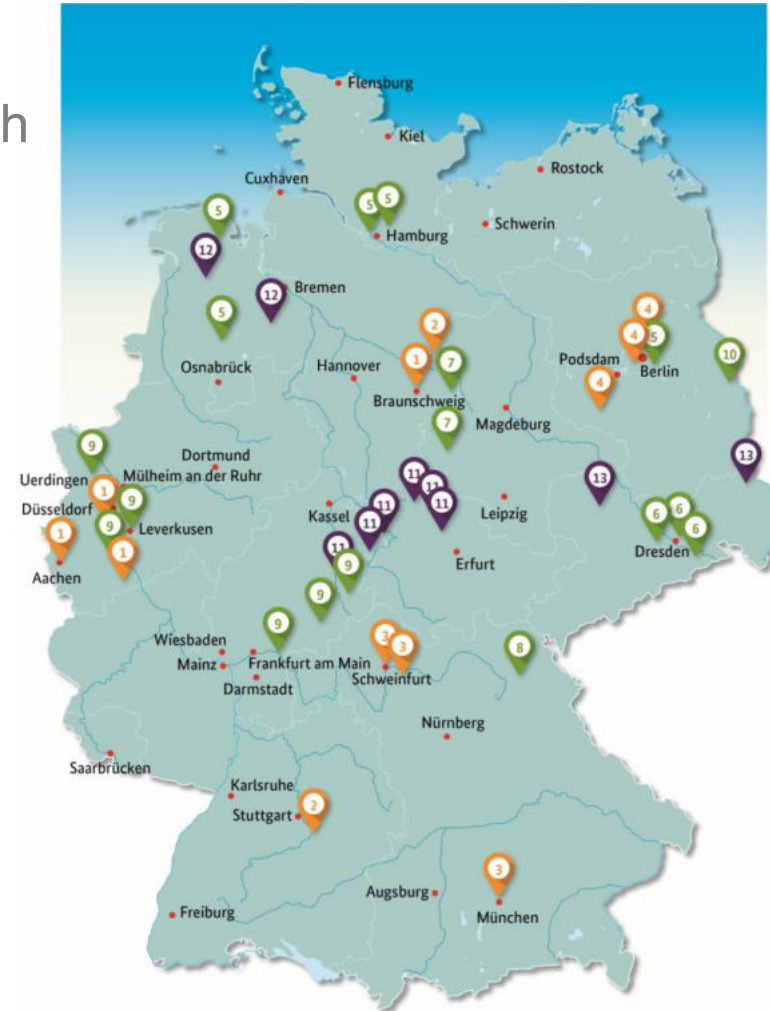 h
Flensburg
Kiel
Rostock
Cuxhaven
5
5
5
Hamburg
Schwerin
12
12
Bremen
5
4
2
4
5
10
Osnabrück
Hannover
1
7
Podsdam
Berlin
4
Braunschweig
Magdeburg
7
9
Dortmund
Uerdingen
Mülheim an der Ruhr
11
13
13
1
9
11
11
11
Kassel
Leipzig
Düsseldorf
9
Leverkusen
11
6
6
6
1
1
11
9
Dresden
Aachen
Erfurt
9
9
3
3
8
Wiesbaden
Frankfurt am Main
Mainz
Schweinfurt
Darmstadt
Nürnberg
Saarbrücken
Karlsruhe
2
Stuttgart
3
Augsburg
München
Freiburg